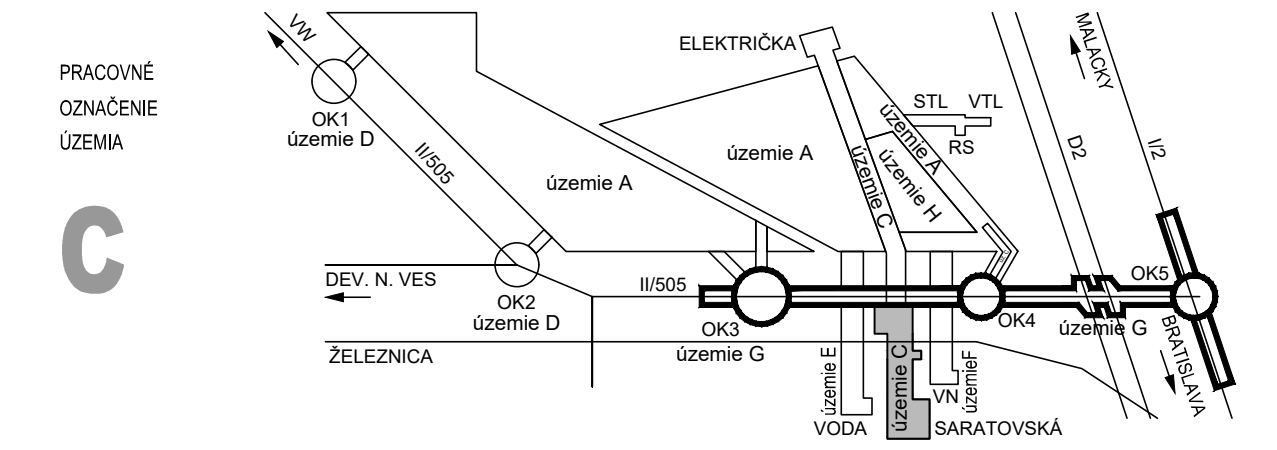 PRACOVNÉ
OZNAČENIE
ÚZEMIA
C
VW
OK1
územie D
II/505
ELEKTRIČKA
územie A
územie A
územie C
územie A
územie H
STL
VTL
RS
MALACKY
D2
I/2
DEV. N. VES
OK2
územie D
II/505
OK3
územie G
OK4
OK5
územie G
BRATISLAVA
ŽELEZNICA
územie E
územie C
územieF
VN
VODA
SARATOVSKÁ